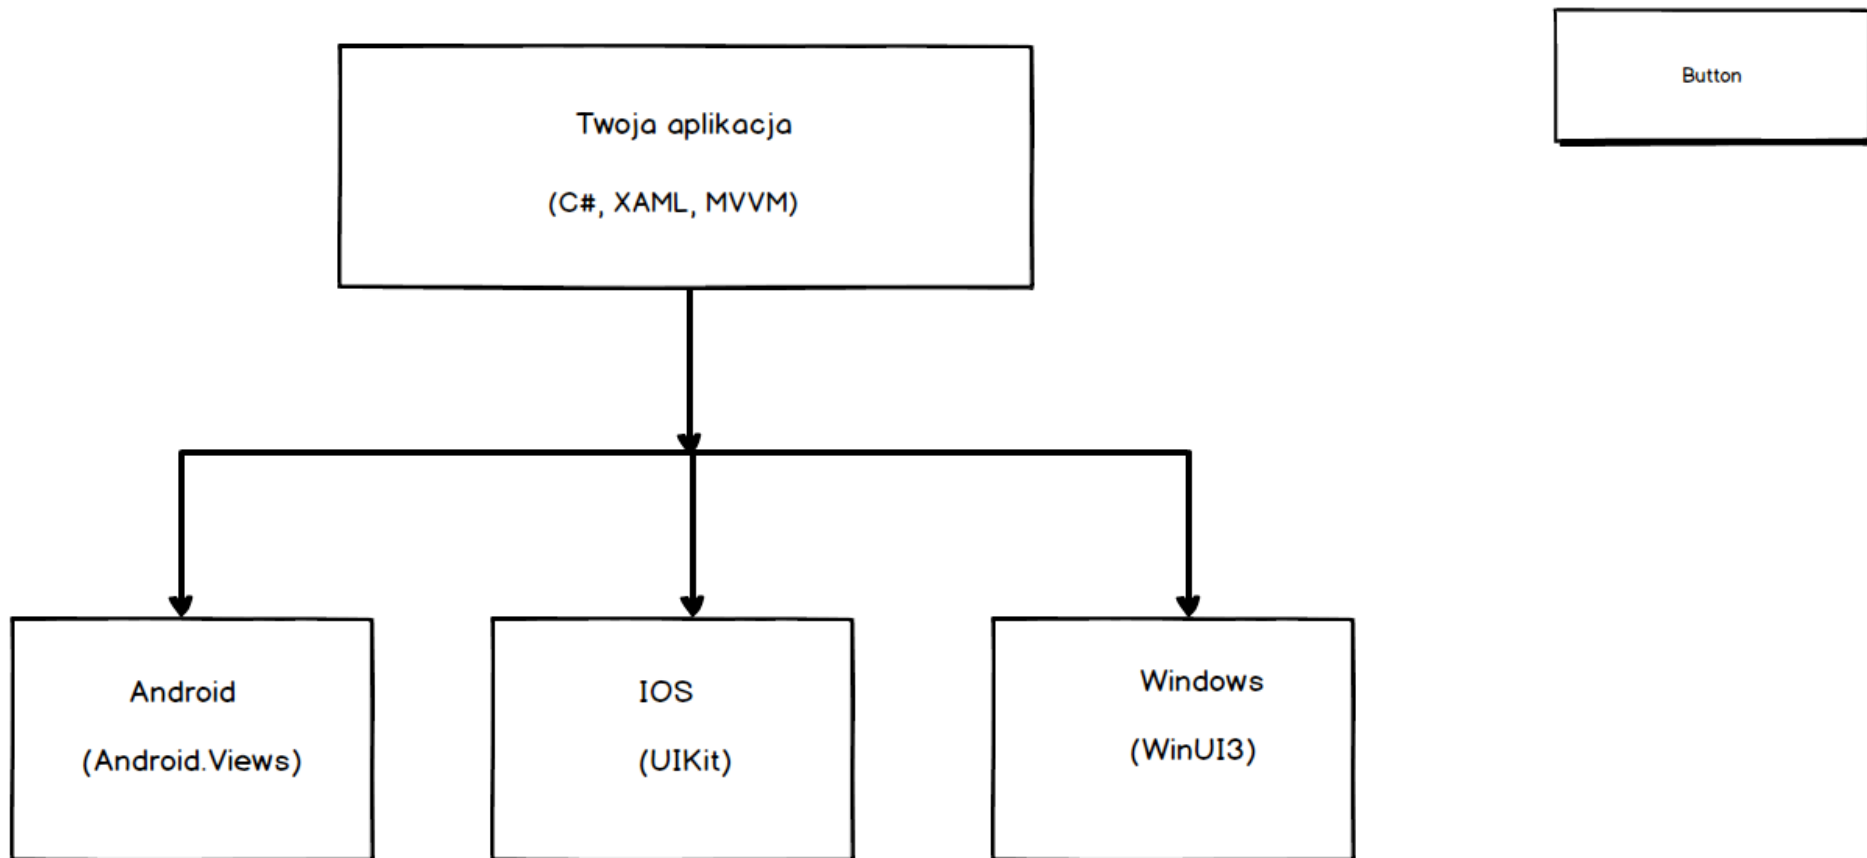 Button
Twoja aplikacja
(C#, XAML, MVVM)
Android
(Android.Views)
IOS
(UIKit)
Windows
(WinUI3)